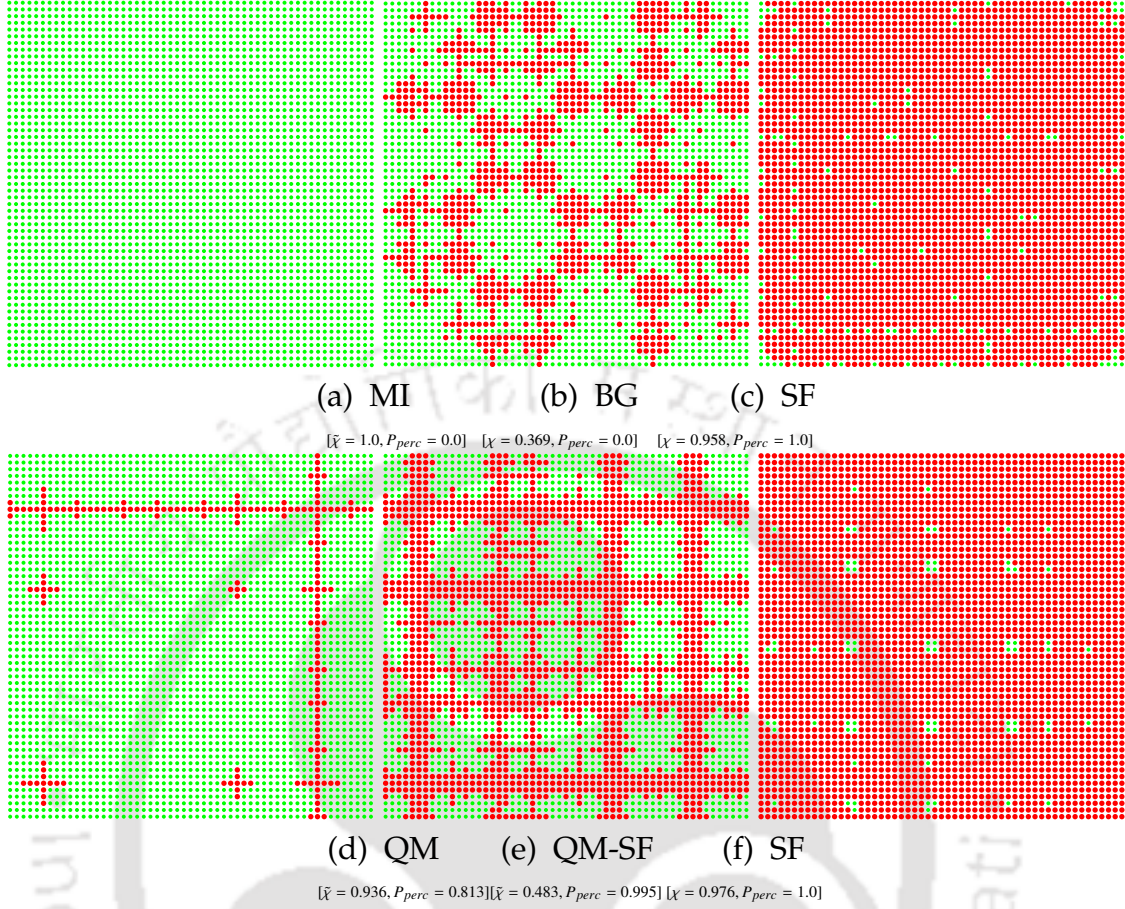 (a) MI (b) BG (c) SF
[χ̃ = 1.0, P_perc = 0.0] [χ = 0.369, P_perc = 0.0] [χ = 0.958, P_perc = 1.0]
(d) QM (e) QM-SF (f) SF
[χ̃ = 0.936, P_perc = 0.813][χ̃ = 0.483, P_perc = 0.995] [χ = 0.976, P_perc = 1.0]
ati